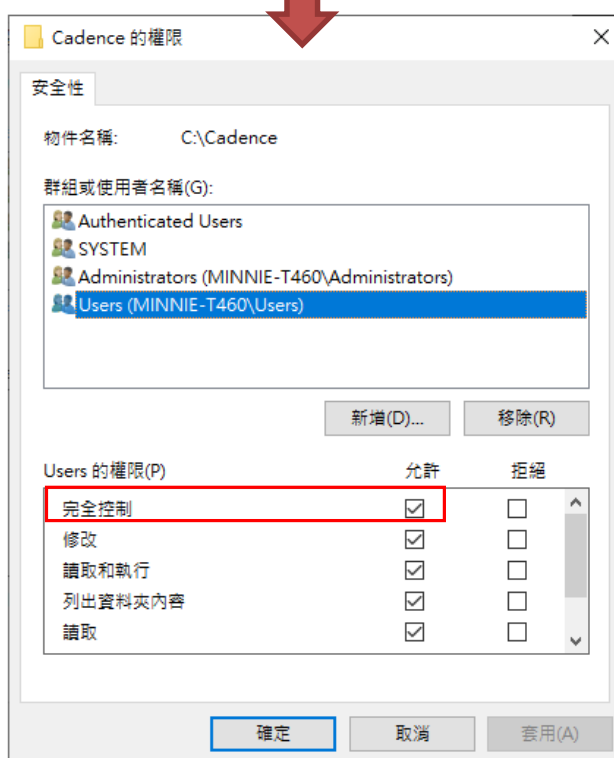 Cadence 的權限
安全性
物件名稱: C:\Cadence
群組或使用者名稱(G):
Authenticated Users
SYSTEM
Administrators (MINNIE-T460\Administrators)
Users (MINNIE-T460\Users)
新增(D)... 移除(R)
Users 的權限(P) 允許 拒絕
完全控制
修改
讀取和執行
列出資料夾內容
讀取
確定 取消 套用(A)